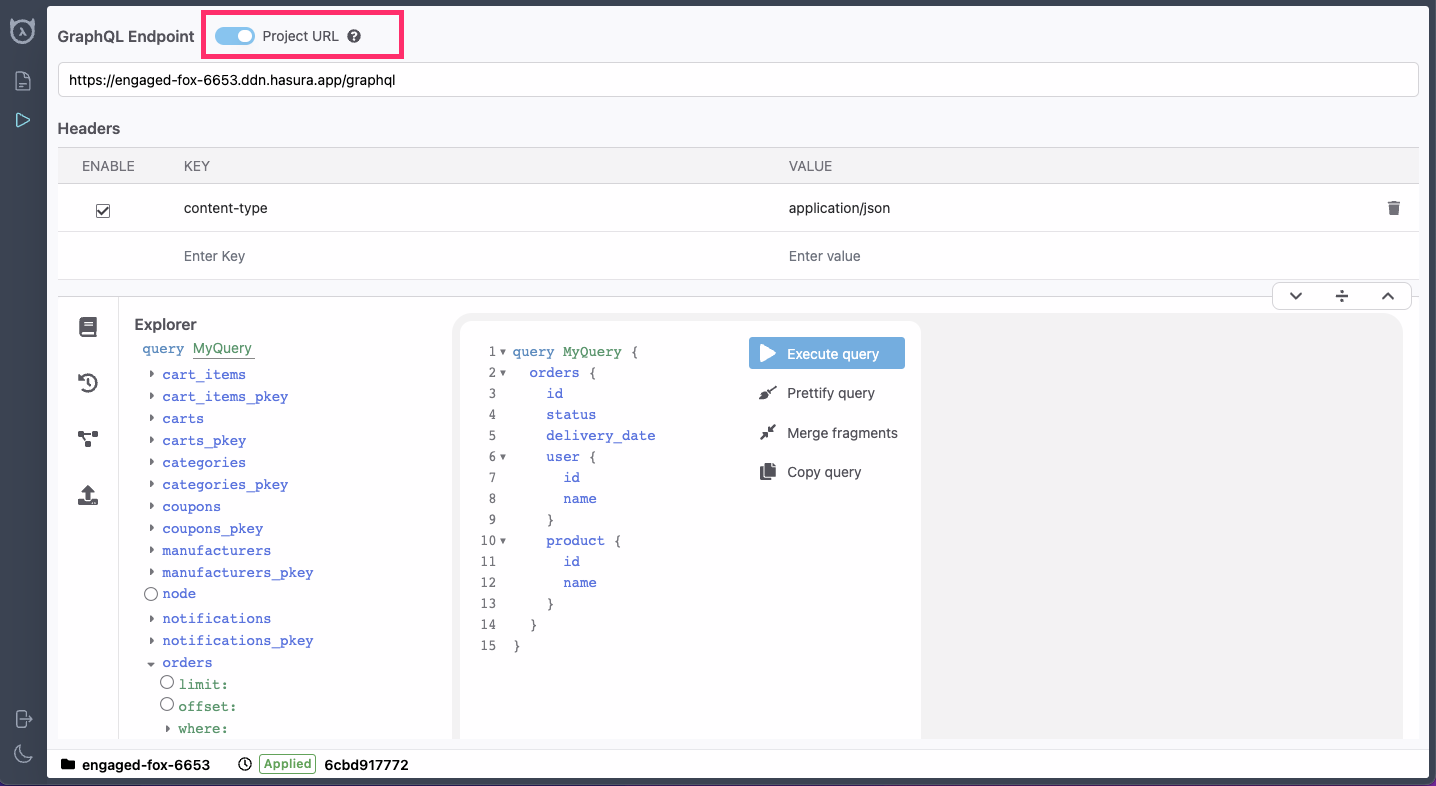 GraphQL Endpoint Project URL ?
https://engaged-fox-6653.ddn.hasura.app/graphql
Headers
ENABLE KEY VALUE
content-type application/json
Enter Key Enter value
Explorer
query MyQuery
cart_items
cart_items_pkey
carts
carts_pkey
categories
categories_pkey
coupons
coupons_pkey
manufacturers
manufacturers_pkey
node
notifications
notifications_pkey
orders
limit:
offset:
where:
1 query MyQuery {
2 orders {
3 id
4 status
5 delivery_date
6 user {
7 id
8 name
9 }
10 product {
11 id
12 name
13 }
14 }
15 }
Execute query
Prettify query
Merge fragments
Copy query
engaged-fox-6653 Applied 6cbd917772